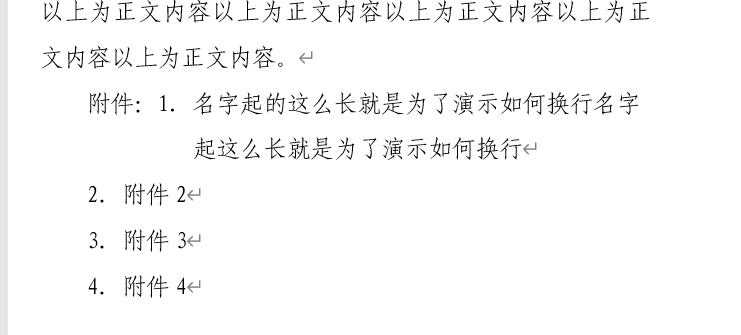 以上为正文内容以上为正文内容以上为正文内容以上为正
文内容以上为正文内容。↵
附件：1. 名字起的这么长就是为了演示如何换行名字
起这么长就是为了演示如何换行↵
2. 附件 2↵
3. 附件 3↵
4. 附件 4↵